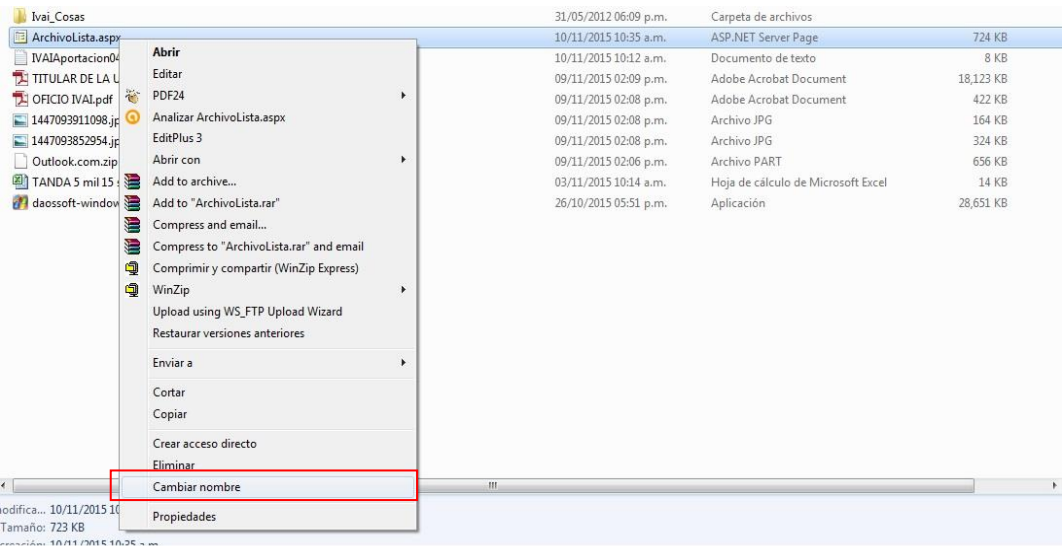 Ivai_Cosas 31/05/2012 06:09 p.m. Carpeta de archivos
ArchivoLista.aspx 10/11/2015 10:35 a.m. ASP.NET Server Page 724 KB
IVAIAportacion04 10/11/2015 10:12 a.m. Documento de texto 8 KB
TITULAR DE LA U 09/11/2015 02:09 p.m. Adobe Acrobat Document 18,123 KB
OFICIO IVAI.pdf 09/11/2015 02:08 p.m. Adobe Acrobat Document 422 KB
1447093911098.jp 09/11/2015 02:08 p.m. Archivo JPG 164 KB
1447093852954.jp 09/11/2015 02:08 p.m. Archivo JPG 324 KB
Outlook.com.zip 09/11/2015 02:06 p.m. Archivo PART 656 KB
TANDA 5 mil 15 03/11/2015 10:14 a.m. Hoja de cálculo de Microsoft Excel 14 KB
daossoft-window 26/10/2015 05:51 p.m. Aplicación 28,651 KB
Abrir
Editar
PDF24
Analizar ArchivoLista.aspx
EditPlus 3
Abrir con
Add to archive...
Add to "ArchivoLista.rar"
Compress and email...
Compress to "ArchivoLista.rar" and email
Comprimir y compartir (WinZip Express)
WinZip
Upload using WS_FTP Upload Wizard
Restaurar versiones anteriores
Enviar a
Cortar
Copiar
Crear acceso directo
Eliminar
Cambiar nombre
Propiedades
modifica... 10/11/2015 10
Tamaño: 723 KB
creación: 10/11/2015 10:35 a.m.